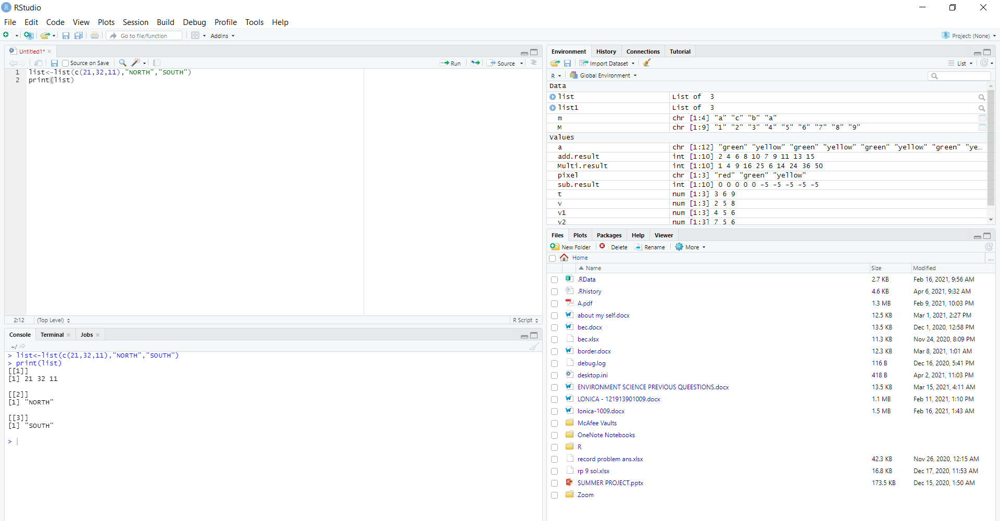 RStudio
File Edit Code View Plots Session Build Debug Profile Tools Help
Go to file/function Addins Project: (None)
Untitled1*
Source on Save Run Source
1 list<-list(c(21,32,11),"NORTH","SOUTH")
2 print(list)
2:12 (Top Level) R Script
Console Terminal Jobs
~/
> list<-list(c(21,32,11),"NORTH","SOUTH")
> print(list)
[[1]]
[1] 21 32 11
[[2]]
[1] "NORTH"
[[3]]
[1] "SOUTH"
>
Environment History Connections Tutorial
Import Dataset List
R Global Environment
Data
list List of 3
list1 List of 3
m chr [1:4] "a" "c" "b" "a"
M chr [1:9] "1" "2" "3" "4" "5" "6" "7" "8" "9"
Values
a chr [1:12] "green" "yellow" "green" "yellow" "green" "yellow" "green" "ye…
add.result int [1:10] 2 4 6 8 10 7 9 11 13 15
Multi.result int [1:10] 1 4 9 16 25 6 14 24 36 50
pixel chr [1:3] "red" "green" "yellow"
sub.result int [1:10] 0 0 0 0 0 -5 -5 -5 -5 -5
t num [1:3] 3 6 9
v num [1:3] 2 5 8
v1 num [1:3] 4 5 6
v2 num [1:3] 7 5 6
Files Plots Packages Help Viewer
New Folder Delete Rename More
Home ...
Name Size Modified
.RData 2.7 KB Feb 16, 2021, 9:56 AM
.Rhistory 4.6 KB Apr 6, 2021, 9:32 AM
A.pdf 1.3 MB Feb 9, 2021, 10:03 PM
about my self.docx 12.5 KB Mar 1, 2021, 2:27 PM
bec.docx 13.5 KB Dec 1, 2020, 12:58 PM
bec.xlsx 11.3 KB Nov 24, 2020, 8:09 PM
border.docx 12.3 KB Mar 8, 2021, 1:01 AM
debug.log 116 B Dec 16, 2020, 5:41 PM
desktop.ini 418 B Apr 2, 2021, 11:03 PM
ENVIRONMENT SCIENCE PREVIOUS QUEESTIONS.docx 13.5 KB Mar 15, 2021, 4:11 AM
LONICA - 121913901009.docx 1.1 MB Feb 11, 2021, 1:10 PM
lonica-1009.docx 1.5 MB Feb 16, 2021, 1:43 AM
McAfee Vaults
OneNote Notebooks
R
record problem ans.xlsx 42.3 KB Nov 26, 2020, 12:15 AM
rp 9 sol.xlsx 16.8 KB Dec 17, 2020, 11:53 AM
SUMMER PROJECT.pptx 173.5 KB Dec 15, 2020, 1:50 AM
Zoom